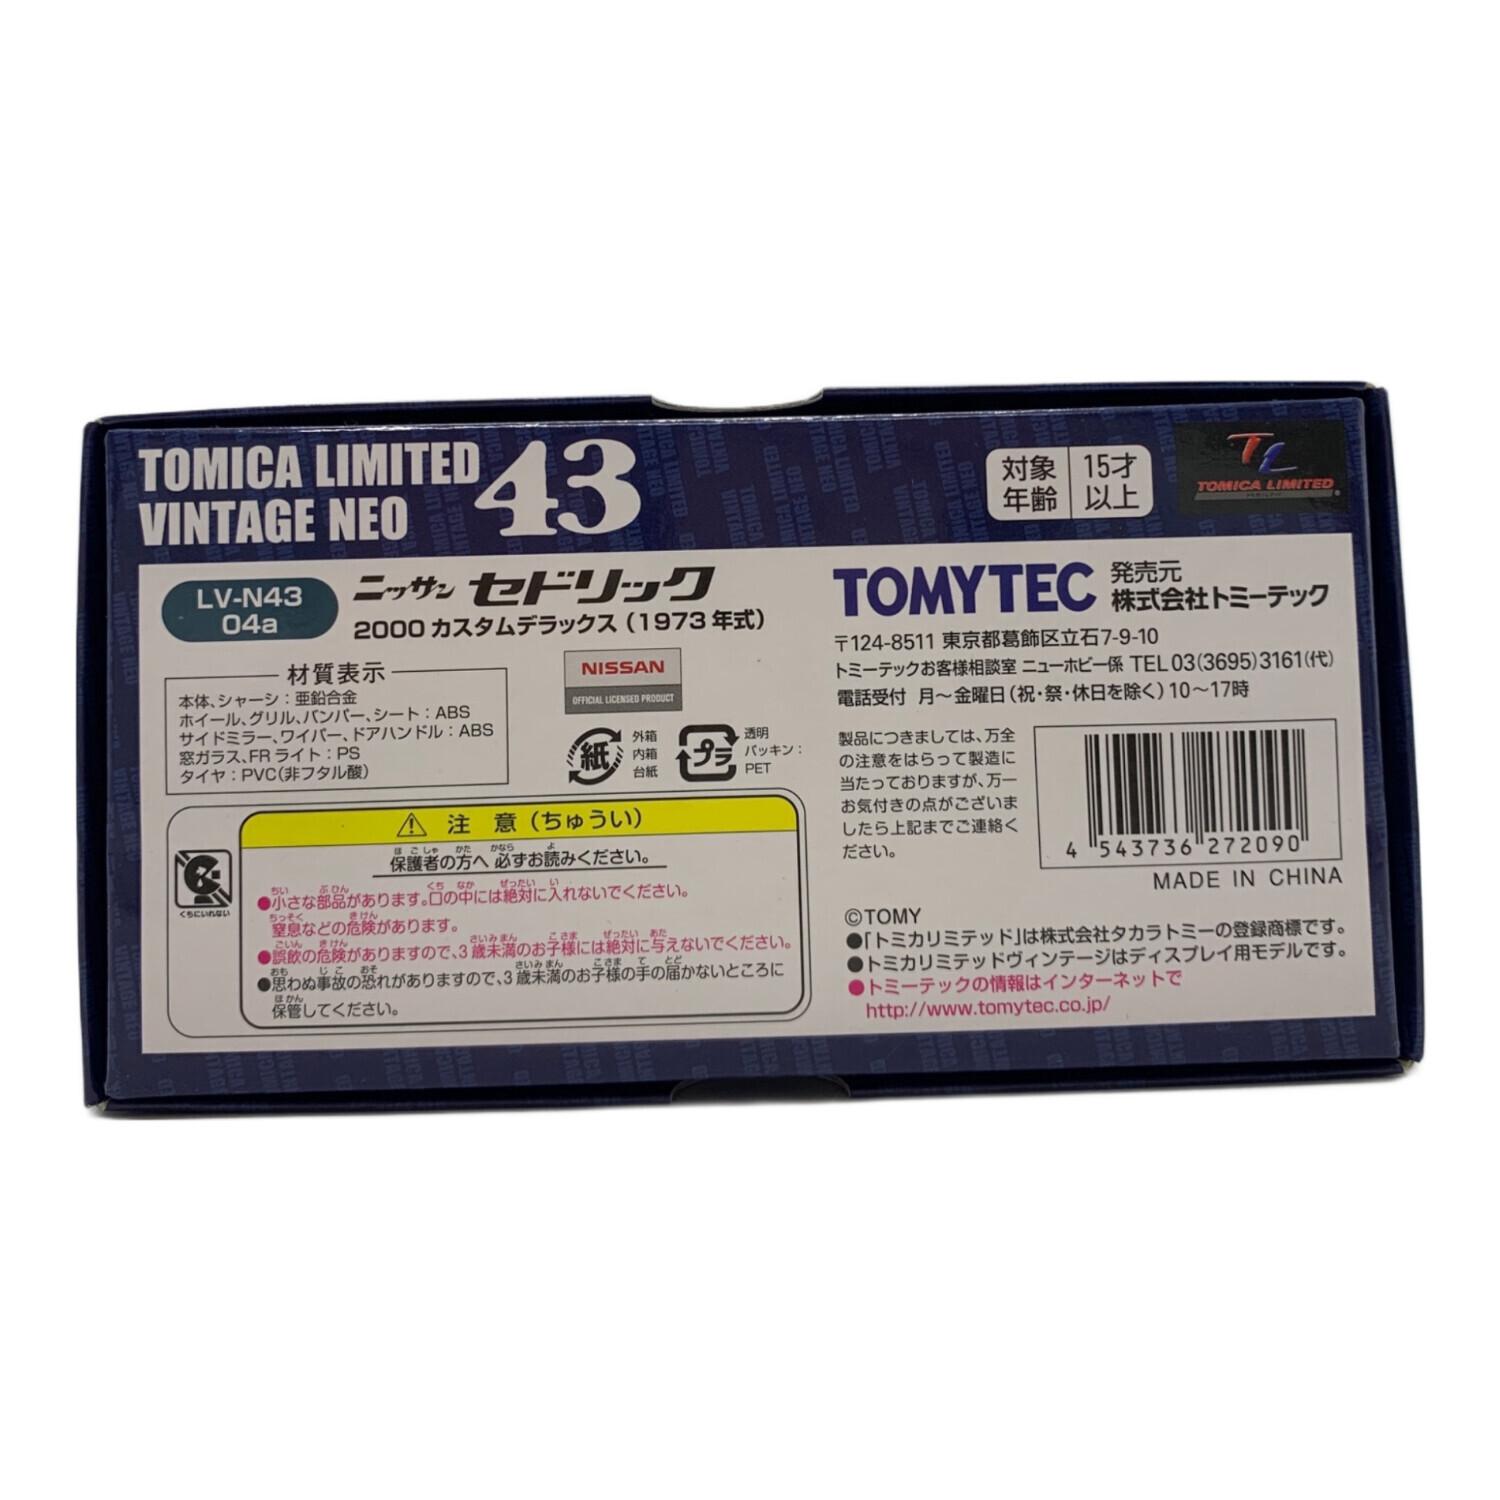 TOMICA LIMITED
VINTAGE NEO 43
対象年齢 15才以上
TL
TOMICA LIMITED
LV-N43
04a
ニッサン セドリック
2000 カスタムデラックス(1973年式)
材質表示
本体、シャーシ:亜鉛合金
ホイール、グリル、バンパー、シート:ABS
サイドミラー、ワイパー、ドアハンドル:ABS
窓ガラス、FRライト:PS
タイヤ:PVC(非フタル酸)
NISSAN
OFFICIAL LICENSED PRODUCT
紙
外箱
内箱
台紙
プラ
透明
パッキン:
PET
注 意(ちゅうい)
保護者の方へ 必ずお読みください。
くちにいれない
●小さな部品があります。口の中には絶対に入れないでください。
窒息などの危険があります。
●誤飲の危険がありますので、3歳未満のお子様には絶対に与えないでください。
●思わぬ事故の恐れがありますので、3歳未満のお子様の手の届かないところに
保管してください。
TOMYTEC 発売元
株式会社トミーテック
〒124-8511 東京都葛飾区立石7-9-10
トミーテックお客様相談室 ニューホビー係 TEL 03(3695)3161(代)
電話受付 月～金曜日(祝・祭・休日を除く)10～17時
製品につきましては、万全
の注意をはらって製造に
当たっておりますが、万一
お気付きの点がございま
したら上記までご連絡く
ださい。
4 543736 272090
MADE IN CHINA
©TOMY
●「トミカリミテッド」は株式会社タカラトミーの登録商標です。
●トミカリミテッドヴィンテージはディスプレイ用モデルです。
●トミーテックの情報はインターネットで
http://www.tomytec.co.jp/